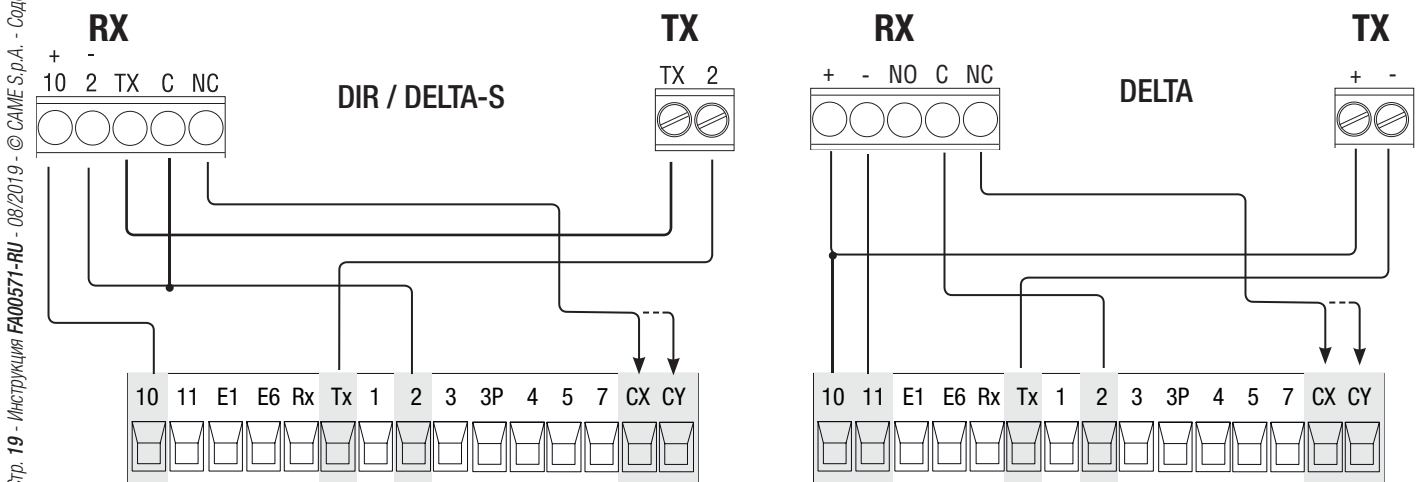 Стр. 19 - Инструкция FA00571-RU - 08/2019 - © CAME S.p.A. -
RX
TX
+ -
10 2 TX C NC
TX 2
DIR / DELTA-S
10 11 E1 E6 Rx Tx 1 2 3 3P 4 5 7 CX CY
RX
TX
+ - NO C NC
+ -
DELTA
10 11 E1 E6 Rx Tx 1 2 3 3P 4 5 7 CX CY